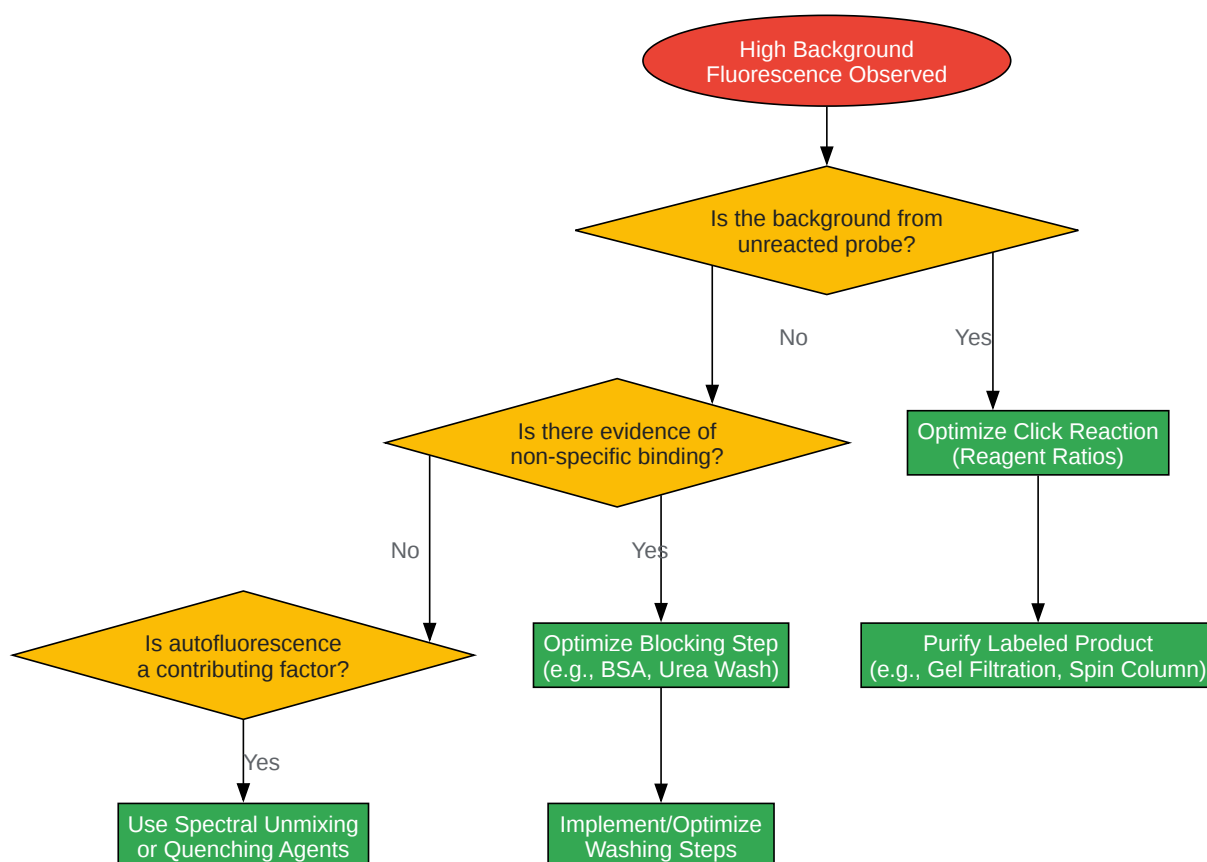 High Background
Fluorescence Observed
Is the background from
unreacted probe?
No
Yes
Is there evidence of
non-specific binding?
Optimize Click Reaction
(Reagent Ratios)
No
Yes
Is autofluorescence
a contributing factor?
Optimize Blocking Step
(e.g., BSA, Urea Wash)
Purify Labeled Product
(e.g., Gel Filtration, Spin Column)
Yes
Use Spectral Unmixing
or Quenching Agents
Implement/Optimize
Washing Steps